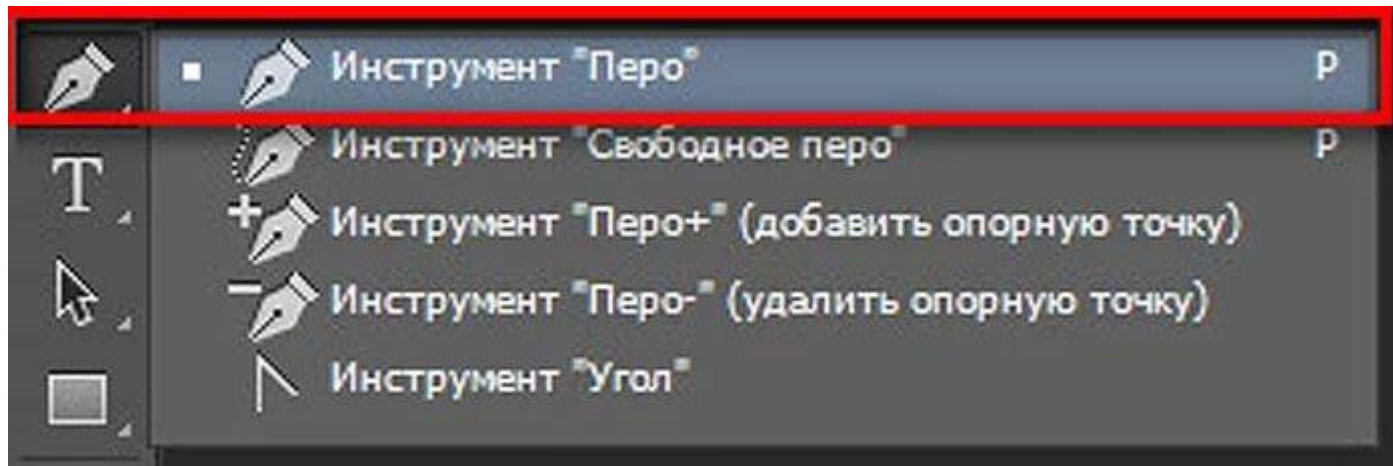 Инструмент "Перо" P
Инструмент "Свободное перо" P
Инструмент "Перо+" (добавить опорную точку)
Инструмент "Перо-" (удалить опорную точку)
Инструмент "Угол"